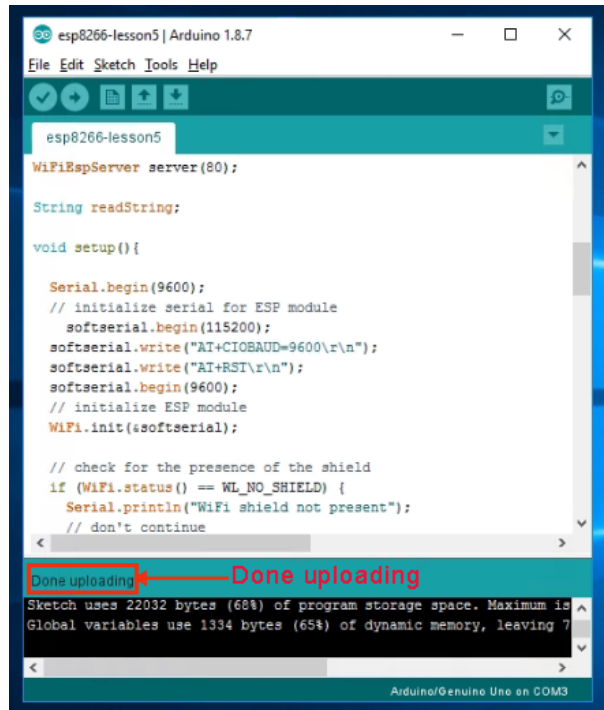 esp8266-lesson5 | Arduino 1.8.7
File Edit Sketch Tools Help
esp8266-lesson5
WiFiEspServer server(80);
String readString;
void setup(){
Serial.begin(9600);
// initialize serial for ESP module
softserial.begin(115200);
softserial.write("AT+CIOBAUD=9600\r\n");
softserial.write("AT+RST\r\n");
softserial.begin(9600);
// initialize ESP module
WiFi.init(&softserial);
// check for the presence of the shield
if (WiFi.status() == WL_NO_SHIELD) {
Serial.println("WiFi shield not present");
// don't continue
Done uploading Done uploading
Sketch uses 22032 bytes (68%) of program storage space. Maximum is
Global variables use 1334 bytes (65%) of dynamic memory, leaving 7
Arduino/Genuino Uno on COM3